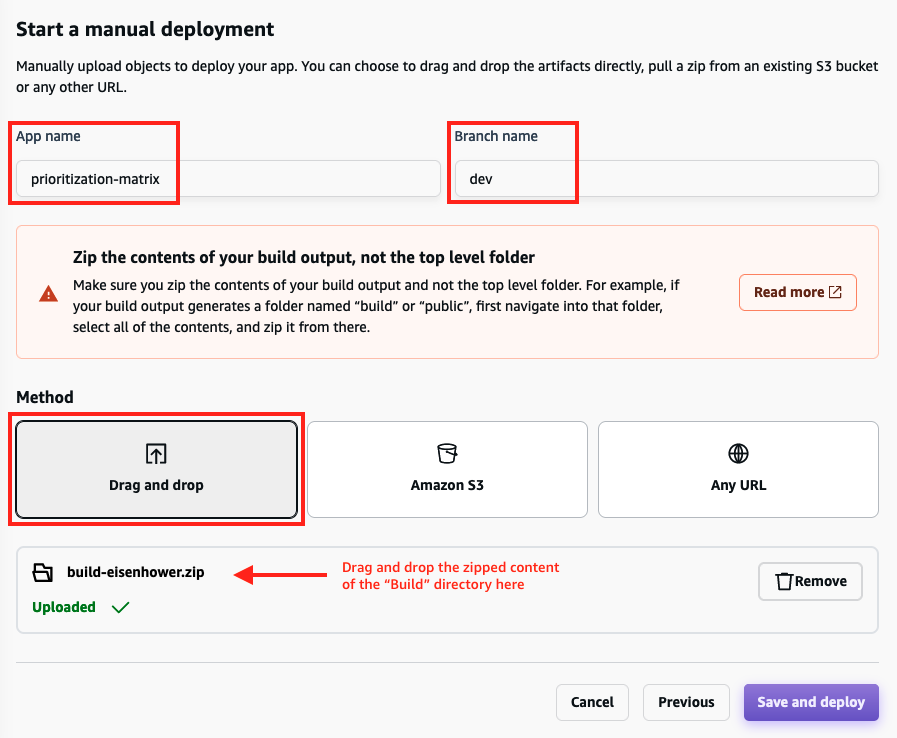 Start a manual deployment
Manually upload objects to deploy your app. You can choose to drag and drop the artifacts directly, pull a zip from an existing S3 bucket
or any other URL.
App name
Branch name
prioritization-matrix
dev
Zip the contents of your build output, not the top level folder
Make sure you zip the contents of your build output and not the top level folder. For example, if
your build output generates a folder named “build” or “public”, first navigate into that folder,
select all of the contents, and zip it from there.
Read more
Method
Drag and drop
Amazon S3
Any URL
build-eisenhower.zip
Uploaded
Drag and drop the zipped content
of the “Build” directory here
Remove
Cancel
Previous
Save and deploy